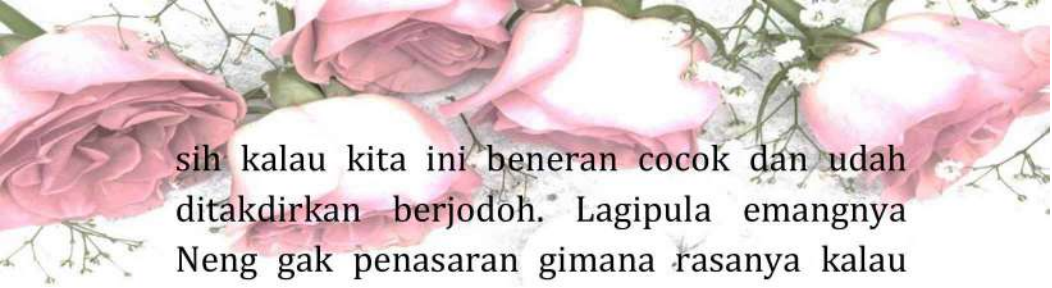 sih kalau kita ini beneran cocok dan udah
ditakdirkan berjodoh. Lagipula emangnya
Neng gak penasaran gimana rasanya kalau